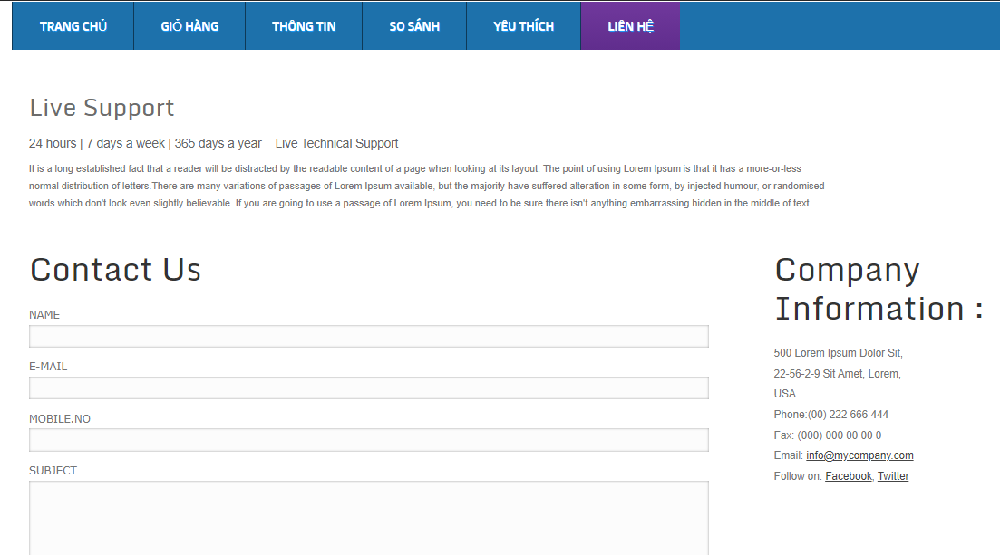 TRANG CHỦ GIỎ HÀNG THÔNG TIN SO SÁNH YÊU THÍCH LIÊN HỆ
Live Support
24 hours | 7 days a week | 365 days a year    Live Technical Support
It is a long established fact that a reader will be distracted by the readable content of a page when looking at its layout. The point of using Lorem Ipsum is that it has a more-or-less
normal distribution of letters.There are many variations of passages of Lorem Ipsum available, but the majority have suffered alteration in some form, by injected humour, or randomised
words which don't look even slightly believable. If you are going to use a passage of Lorem Ipsum, you need to be sure there isn't anything embarrassing hidden in the middle of text.
Contact Us
NAME
E-MAIL
MOBILE.NO
SUBJECT
Company
Information :
500 Lorem Ipsum Dolor Sit,
22-56-2-9 Sit Amet, Lorem,
USA
Phone:(00) 222 666 444
Fax: (000) 000 00 00 0
Email: info@mycompany.com
Follow on: Facebook, Twitter